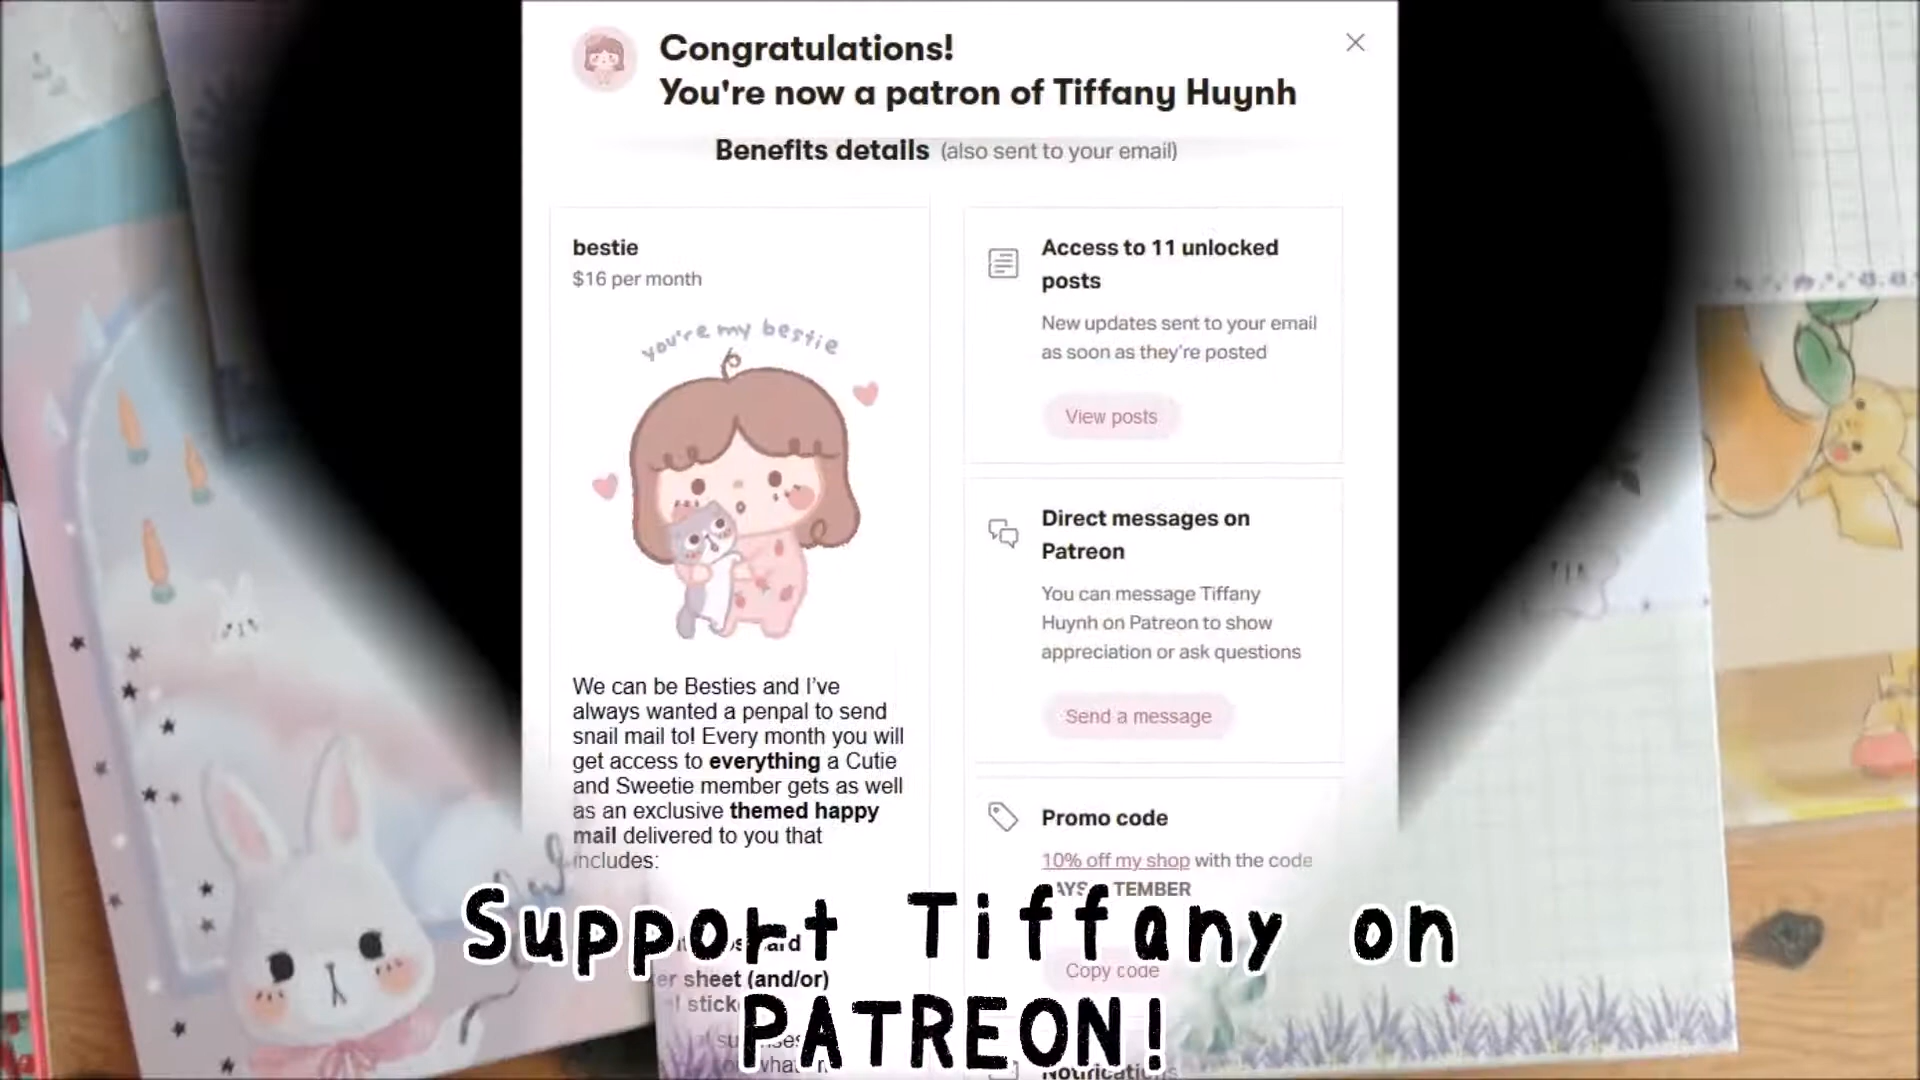 Congratulations!
You're now a patron of Tiffany Huynh
Benefits details (also sent to your email)
bestie
$16 per month
you're my bestie
We can be Besties and I've
always wanted a penpal to send
snail mail to! Every month you will
get access to everything a Cutie
and Sweetie member gets as well
as an exclusive themed happy
mail delivered to you that
includes:
sheet (and/or)
Access to 11 unlocked
posts
New updates sent to your email
as soon as they're posted
View posts
Direct messages on
Patreon
You can message Tiffany
Huynh on Patreon to show
appreciation or ask questions
Send a message
Promo code
10% off my shop with the code
Copy code
Support Tiffany on
PATREON!